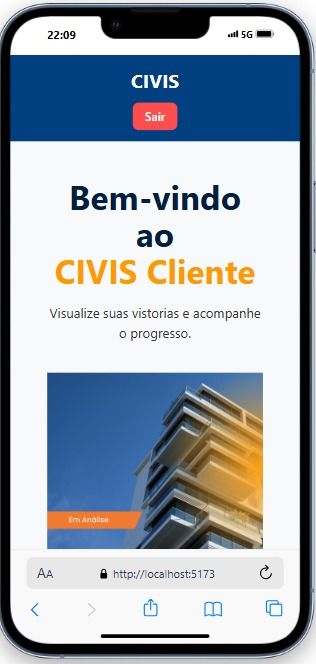 22:09
5G
CIVIS
Sair
Bem-vindo
ao
CIVIS Cliente
Visualize suas vistorias e acompanhe
o progresso.
Em Análise
AA
http://localhost:5173